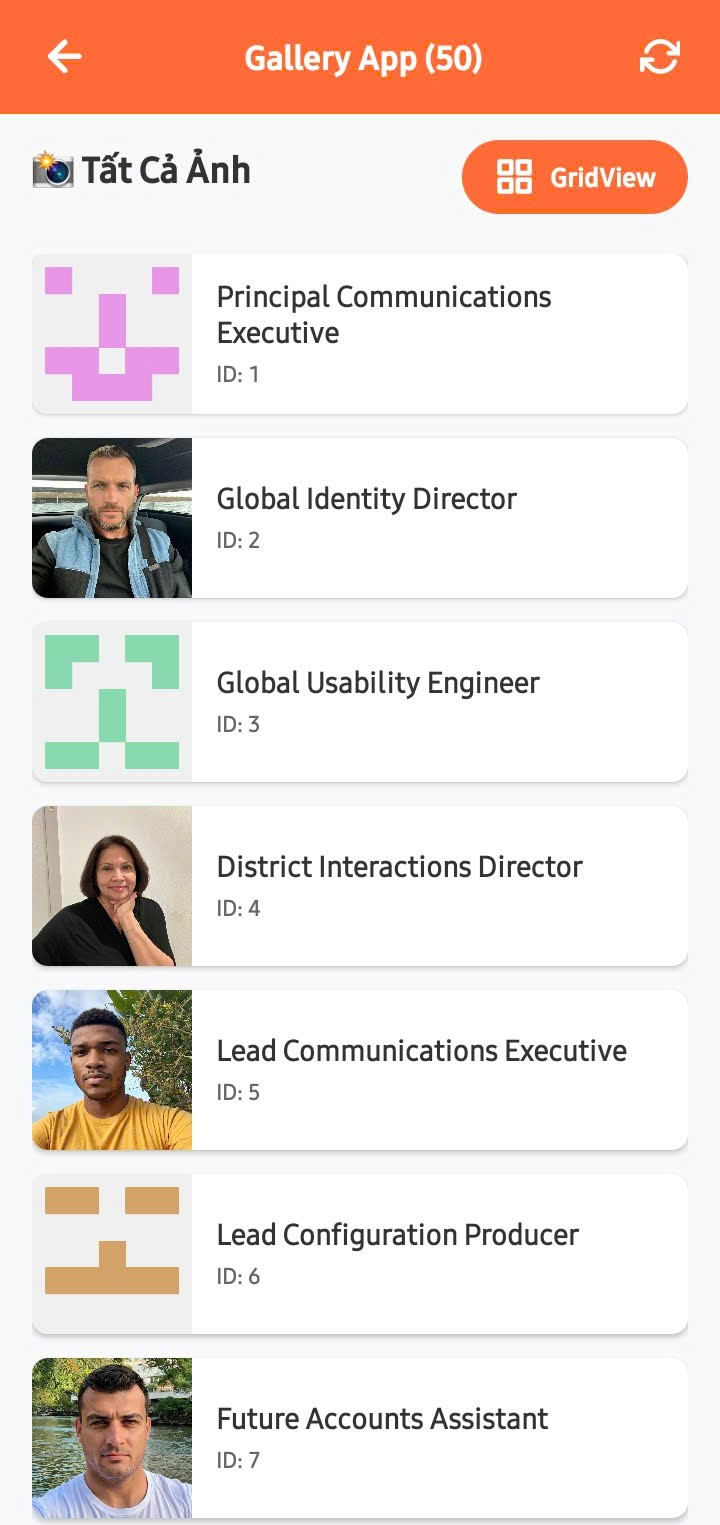 Gallery App (50)
Tất Cả Ảnh
GridView
Principal Communications
Executive
ID: 1
Global Identity Director
ID: 2
Global Usability Engineer
ID: 3
District Interactions Director
ID: 4
Lead Communications Executive
ID: 5
Lead Configuration Producer
ID: 6
Future Accounts Assistant
ID: 7